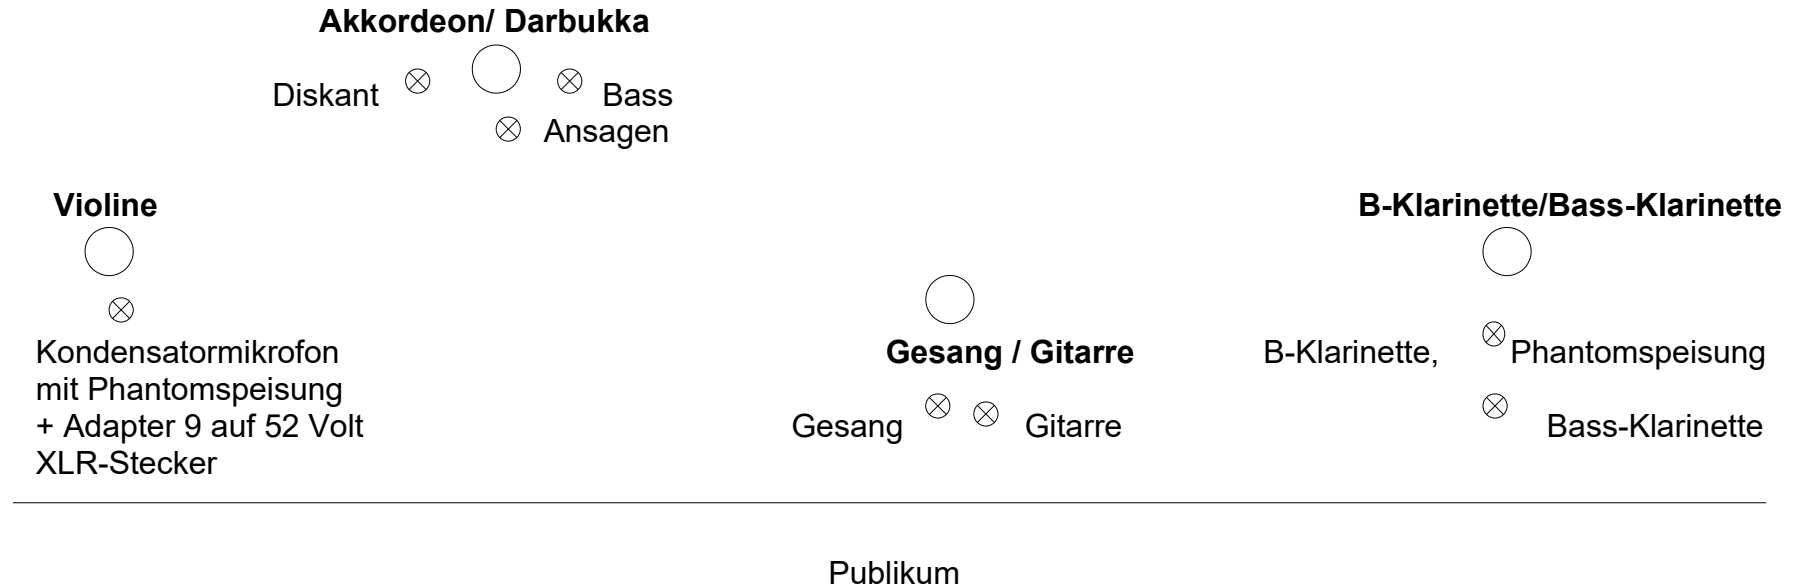 Akkordeon/ Darbukka
Diskant
Bass
Ansagen
Violine
B-Klarinette/Bass-Klarinette
Kondensatormikrofon
mit Phantomspeisung
+ Adapter 9 auf 52 Volt
XLR-Stecker
Gesang / Gitarre
Gesang
Gitarre
B-Klarinette,
Phantomspeisung
Bass-Klarinette
Publikum